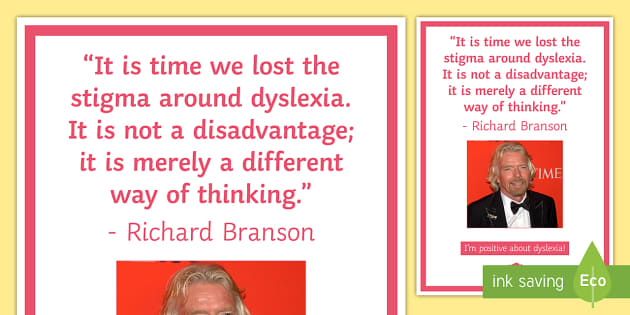 “It is time we lost the
stigma around dyslexia.
It is not a disadvantage;
it is merely a different
way of thinking.”
- Richard Branson
“It is time we lost the
stigma around dyslexia.
It is not a disadvantage;
it is merely a different
way of thinking.”
- Richard Branson
TIME
I'm positive about dyslexia!
ink saving
Eco